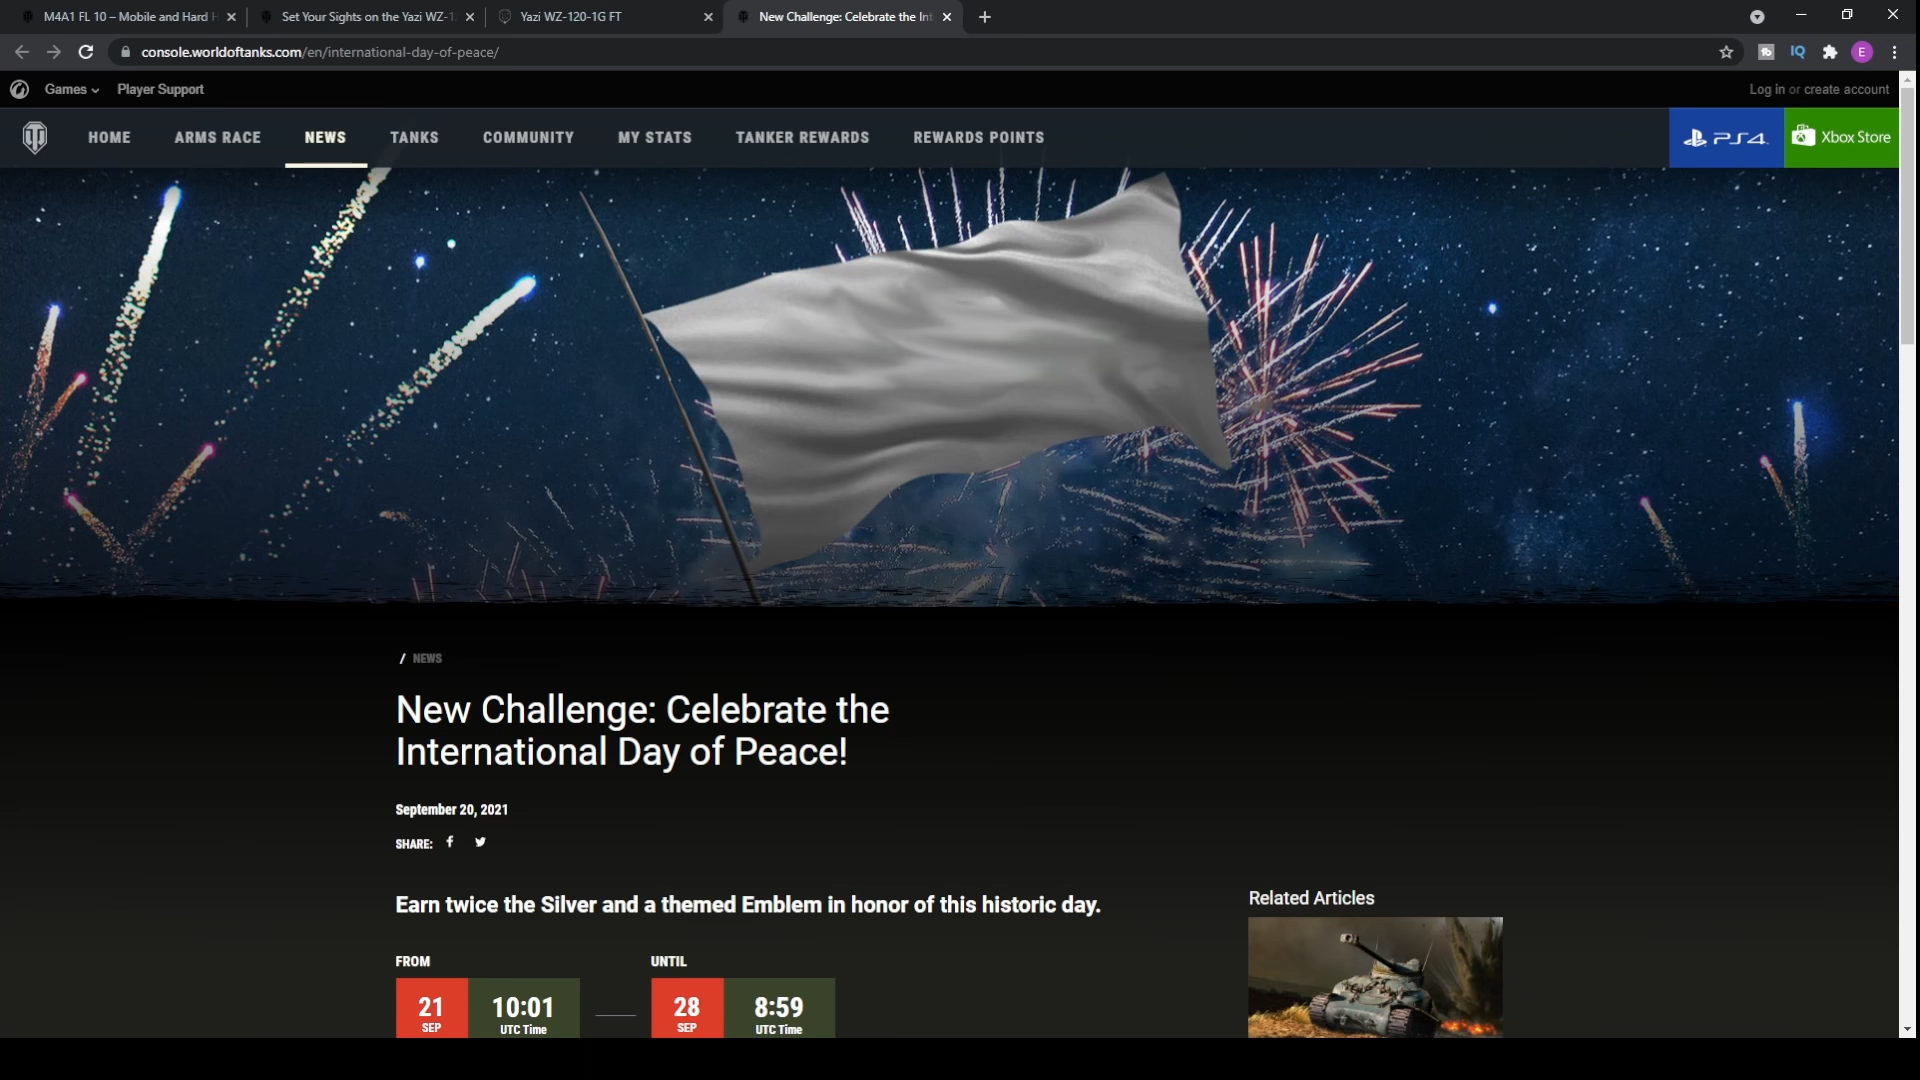 M4A1 FL 10 – Mobile and Hard H
Set Your Sights on the Yazi WZ-1
Yazi WZ-120-1G FT
New Challenge: Celebrate the Int
console.worldoftanks.com/en/international-day-of-peace/
IQ
E
Games
Player Support
Log in or create account
HOME
ARMS RACE
NEWS
TANKS
COMMUNITY
MY STATS
TANKER REWARDS
REWARDS POINTS
PS4
Xbox Store
/ NEWS
New Challenge: Celebrate the
International Day of Peace!
September 20, 2021
SHARE:
Earn twice the Silver and a themed Emblem in honor of this historic day.
Related Articles
FROM
UNTIL
21
SEP
10:01
UTC Time
28
SEP
8:59
UTC Time